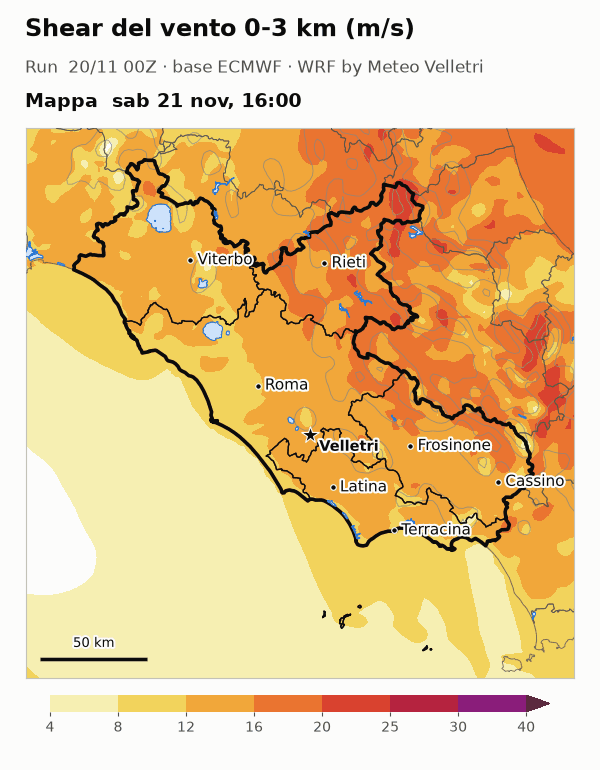 Shear del vento 0-3 km (m/s)
Run  20/11 00Z · base ECMWF · WRF by Meteo Velletri
Mappa  sab 21 nov, 16:00
Viterbo
Rieti
Roma
Velletri
Frosinone
Latina
Cassino
Terracina
50 km
4 8 12 16 20 25 30 40